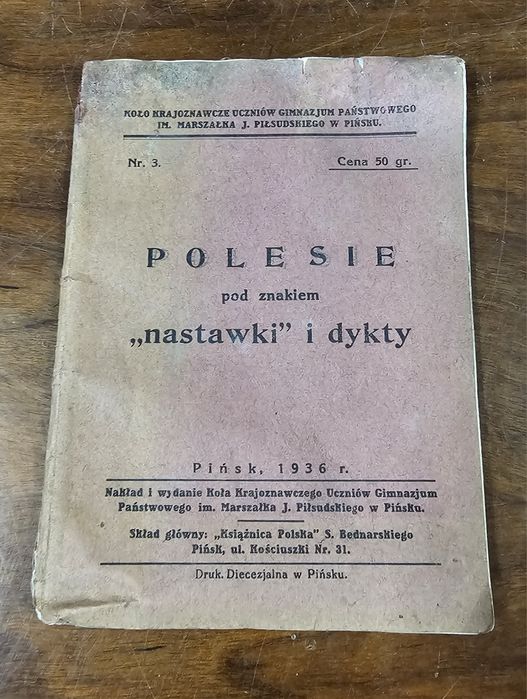 KOŁO KRAJOZNAWCZE UCZNIÓW GIMNAZJUM PAŃSTWOWEGO
IM. MARSZAŁKA J. PIŁSUDSKIEGO W PIŃSKU.
Nr. 3.
Cena 50 gr.
POLESIE
pod znakiem
„nastawki” i dykty
Pińsk, 1936 r.
Nakład i wydanie Koła Krajoznawczego Uczniów Gimnazjum
Państwowego im. Marszałka J. Piłsudskiego w Pińsku.
Skład główny: „Książnica Polska” S. Bednarskiego
Pińsk, ul. Kościuszki Nr. 31.
Druk. Diecezjalna w Pińsku.